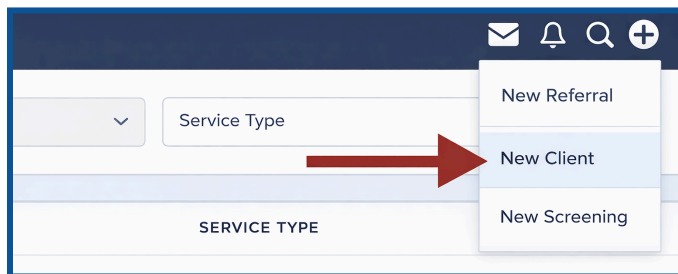 New Referral
Service Type
New Client
New Screening
SERVICE TYPE